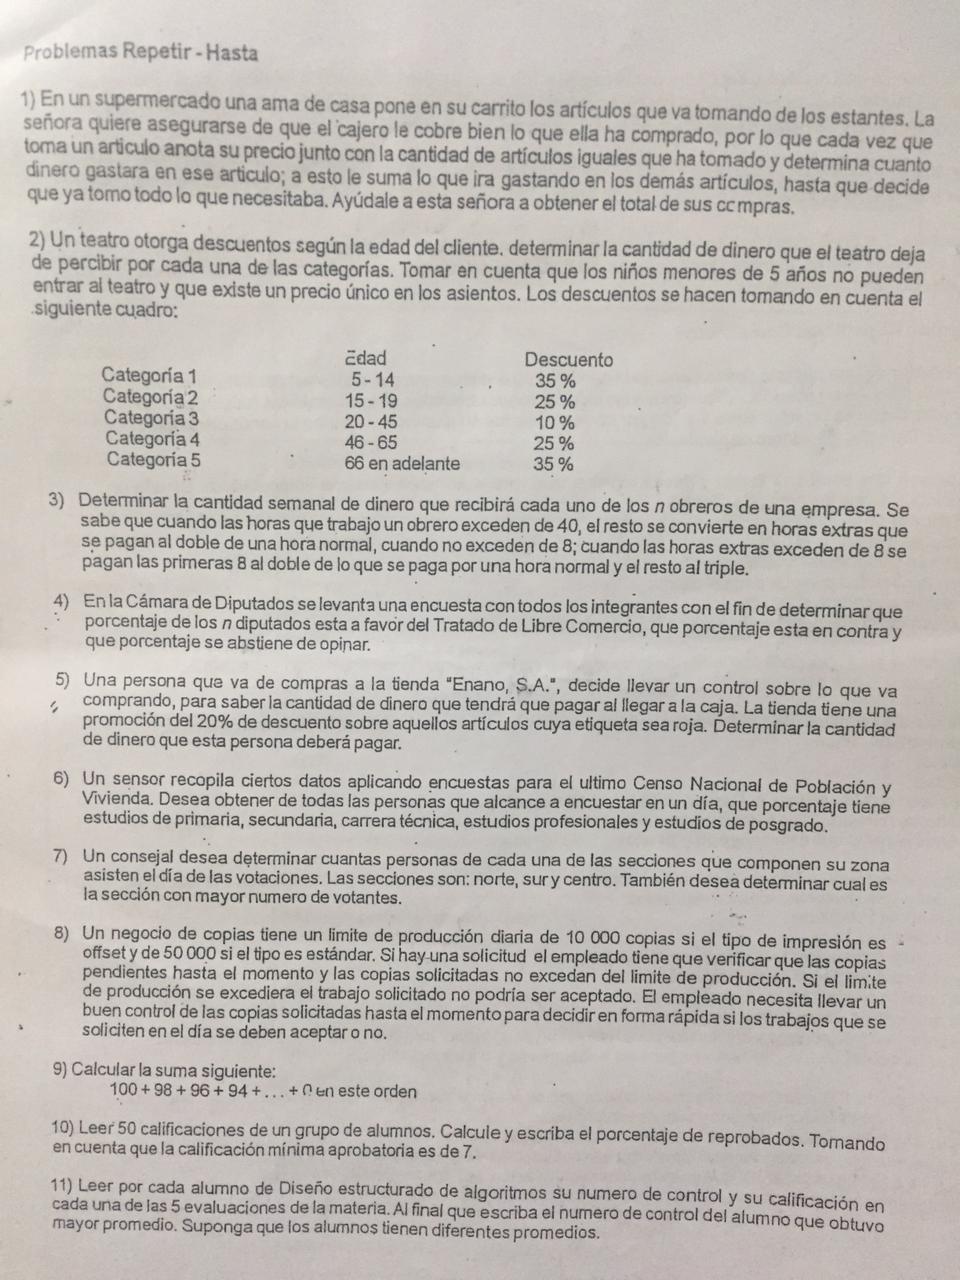 Problemas Repetir - Hasta
1) En un supermercado una ama de casa pone en su carrito los artículos que va tomando de los estantes. La
señora quiere asegurarse de que el cajero le cobre bien lo que ella ha comprado, por lo que cada vez que
toma un articulo anota su precio junto con la cantidad de artículos iguales que ha tomado y determina cuanto
dinero gastara en ese articulo; a esto le suma lo que ira gastando en los demás artículos, hasta que decide
que ya tomo todo lo que necesitaba. Ayúdale a esta señora a obtener el total de sus compras.
2) Un teatro otorga descuentos según la edad del cliente. determinar la cantidad de dinero que el teatro deja
de percibir por cada una de las categorías. Tomar en cuenta que los niños menores de 5 años no pueden
entrar al teatro y que existe un precio único en los asientos. Los descuentos se hacen tomando en cuenta el
siguiente cuadro:
Edad Descuento
Categoría 1 5 - 14 35 %
Categoría 2 15 - 19 25 %
Categoría 3 20 - 45 10 %
Categoría 4 46 - 65 25 %
Categoría 5 66 en adelante 35 %
3) Determinar la cantidad semanal de dinero que recibirá cada uno de los n obreros de una empresa. Se
sabe que cuando las horas que trabajo un obrero exceden de 40, el resto se convierte en horas extras que
se pagan al doble de una hora normal, cuando no exceden de 8; cuando las horas extras exceden de 8 se
pagan las primeras 8 al doble de lo que se paga por una hora normal y el resto al triple.
4) En la Cámara de Diputados se levanta una encuesta con todos los integrantes con el fin de determinar que
porcentaje de los n diputados esta a favor del Tratado de Libre Comercio, que porcentaje esta en contra y
que porcentaje se abstiene de opinar.
5) Una persona que va de compras a la tienda "Enano, S.A.", decide llevar un control sobre lo que va
comprando, para saber la cantidad de dinero que tendrá que pagar al llegar a la caja. La tienda tiene una
promoción del 20% de descuento sobre aquellos artículos cuya etiqueta sea roja. Determinar la cantidad
de dinero que esta persona deberá pagar.
6) Un sensor recopila ciertos datos aplicando encuestas para el ultimo Censo Nacional de Población y
Vivienda. Desea obtener de todas las personas que alcance a encuestar en un día, que porcentaje tiene
estudios de primaria, secundaria, carrera técnica, estudios profesionales y estudios de posgrado.
7) Un consejal desea determinar cuantas personas de cada una de las secciones que componen su zona
asisten el día de las votaciones. Las secciones son: norte, sur y centro. También desea determinar cual es
la sección con mayor numero de votantes.
8) Un negocio de copias tiene un limite de producción diaria de 10 000 copias si el tipo de impresión es
offset y de 50 000 si el tipo es estándar. Si hay una solicitud el empleado tiene que verificar que las copias
pendientes hasta el momento y las copias solicitadas no excedan del limite de producción. Si el limite
de producción se excediera el trabajo solicitado no podría ser aceptado. El empleado necesita llevar un
buen control de las copias solicitadas hasta el momento para decidir en forma rápida si los trabajos que se
soliciten en el día se deben aceptar o no.
9) Calcular la suma siguiente:
100 + 98 + 96 + 94 + . . . + 0 en este orden
10) Leer 50 calificaciones de un grupo de alumnos. Calcule y escriba el porcentaje de reprobados. Tomando
en cuenta que la calificación mínima aprobatoria es de 7.
11) Leer por cada alumno de Diseño estructurado de algoritmos su numero de control y su calificación en
cada una de las 5 evaluaciones de la materia. Al final que escriba el numero de control del alumno que obtuvo
mayor promedio. Suponga que los alumnos tienen diferentes promedios.